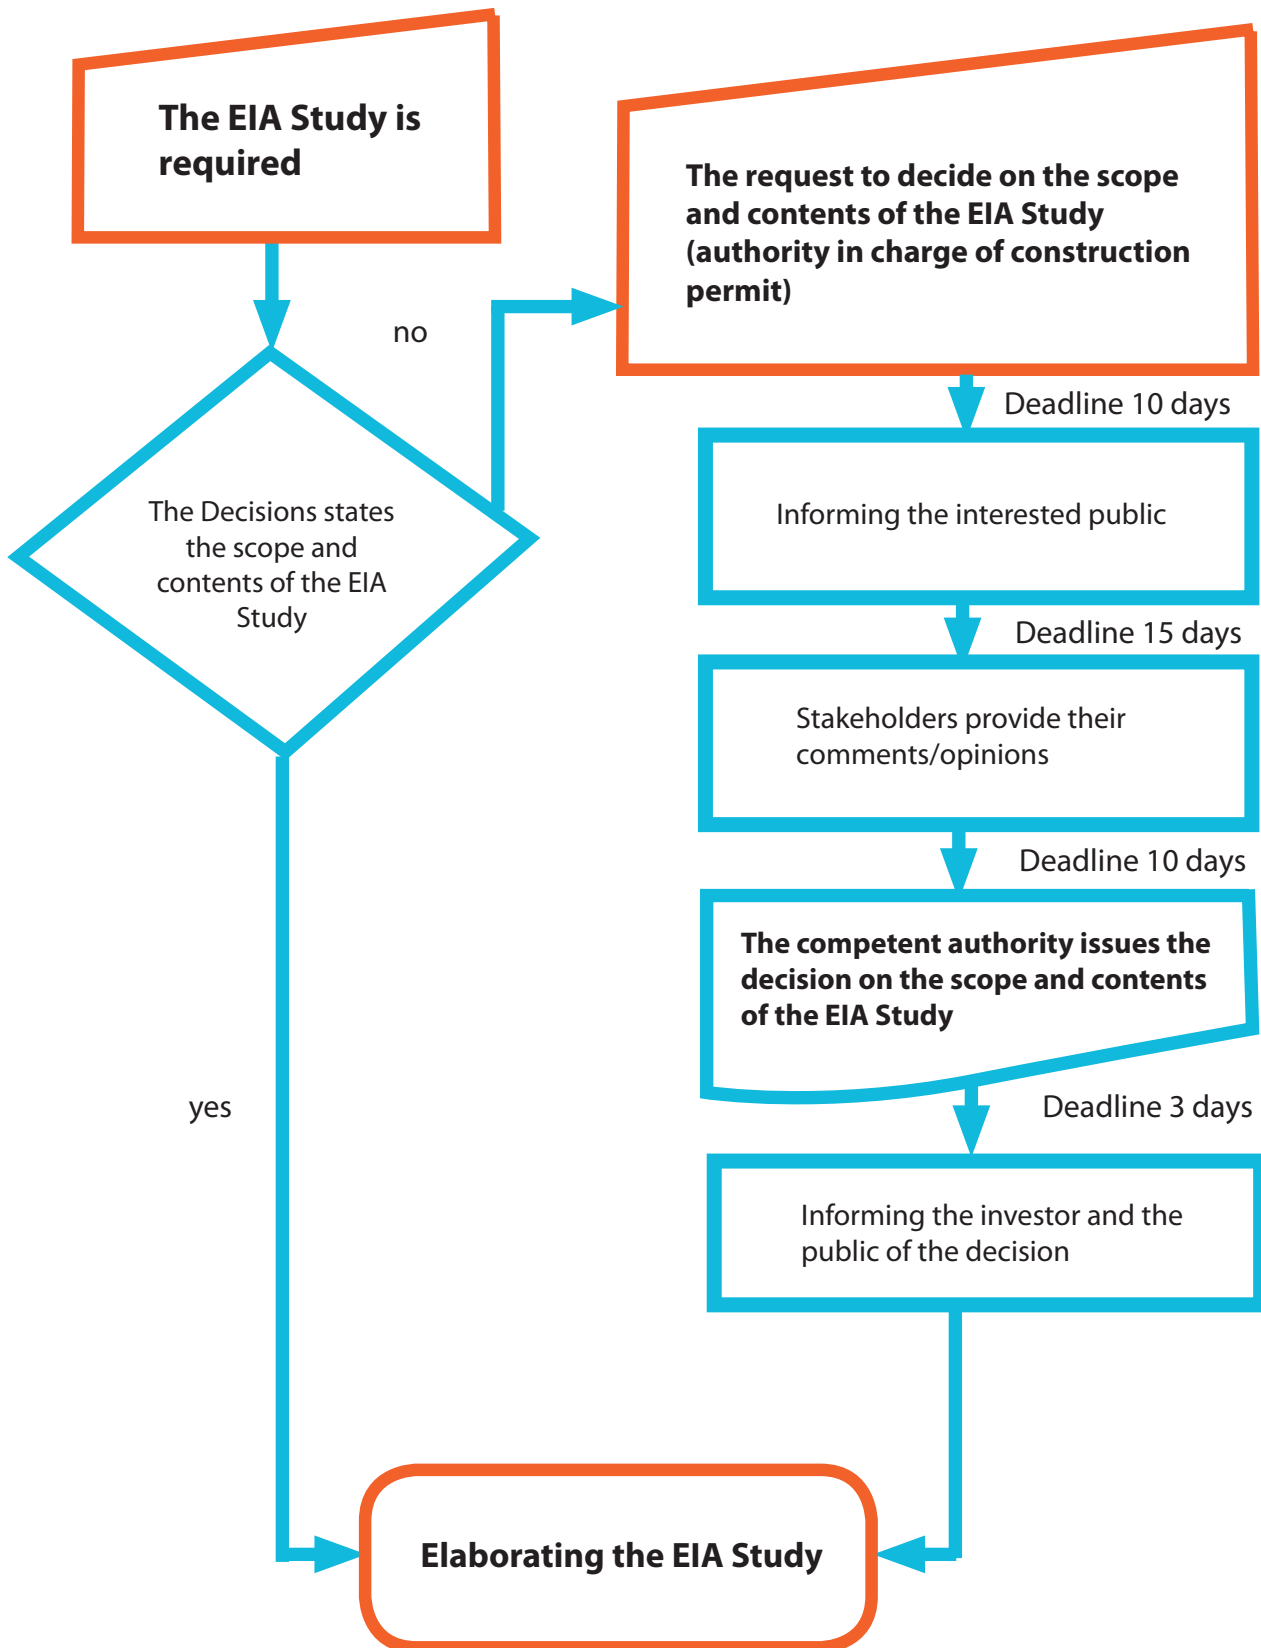 The EIA Study is
required
The request to decide on the scope
and contents of the EIA Study
(authority in charge of construction
permit)
no
Deadline 10 days
The Decisions states
the scope and
contents of the EIA
Study
Informing the interested public
Deadline 15 days
Stakeholders provide their
comments/opinions
Deadline 10 days
The competent authority issues the
decision on the scope and contents
of the EIA Study
yes
Deadline 3 days
Informing the investor and the
public of the decision
Elaborating the EIA Study